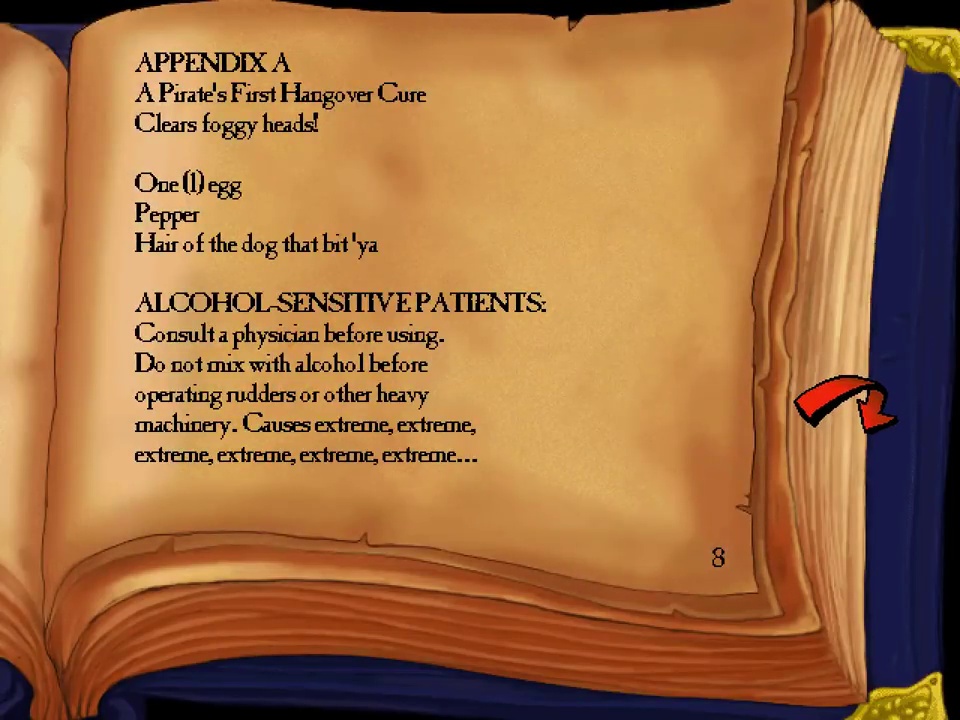 APPENDIX A
A Pirate's First Hangover Cure
Clears foggy heads!
One (1) egg
Pepper
Hair of the dog that bit 'ya
ALCOHOL-SENSITIVE PATIENTS:
Consult a physician before using.
Do not mix with alcohol before
operating rudders or other heavy
machinery. Causes extreme, extreme,
extreme, extreme, extreme, extreme...
8